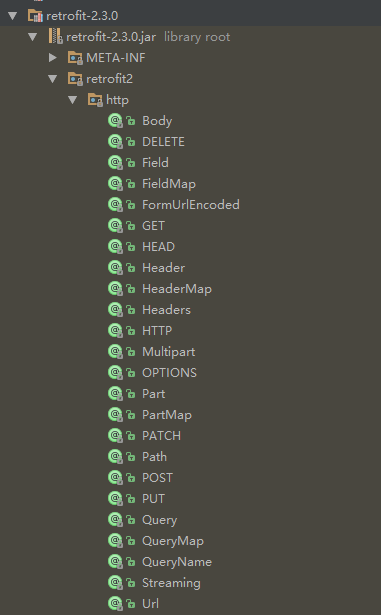 retrofit-2.3.0
retrofit-2.3.0.jar library root
META-INF
retrofit2
http
Body
DELETE
Field
FieldMap
FormUrlEncoded
GET
HEAD
Header
HeaderMap
Headers
HTTP
Multipart
OPTIONS
Part
PartMap
PATCH
Path
POST
PUT
Query
QueryMap
QueryName
Streaming
Url